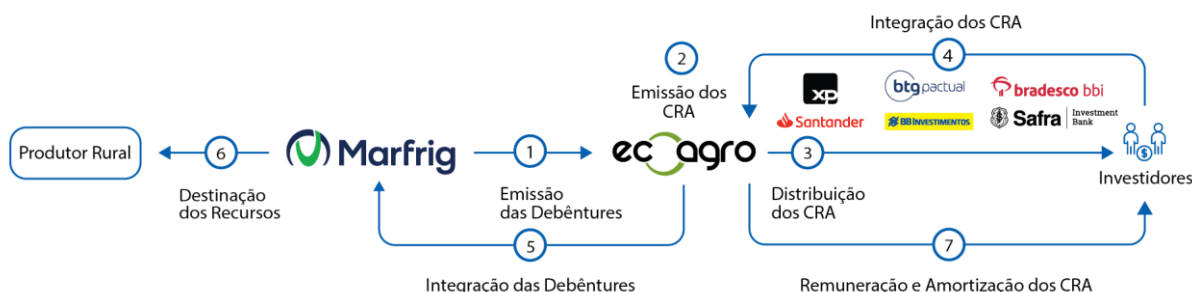 Integração dos CRA
4
2
Emissão dos
CRA
xp
btgpactual
bradesco bbi
Santander
BB INVESTIMENTOS
Safra
Investment
Bank
Produtor Rural
6
Marfrig
1
ecoagro
3
Investidores
Destinação
dos Recursos
Emissão
das Debêntures
Distribuição
dos CRA
5
7
Integração das Debêntures
Remuneração e Amortização dos CRA